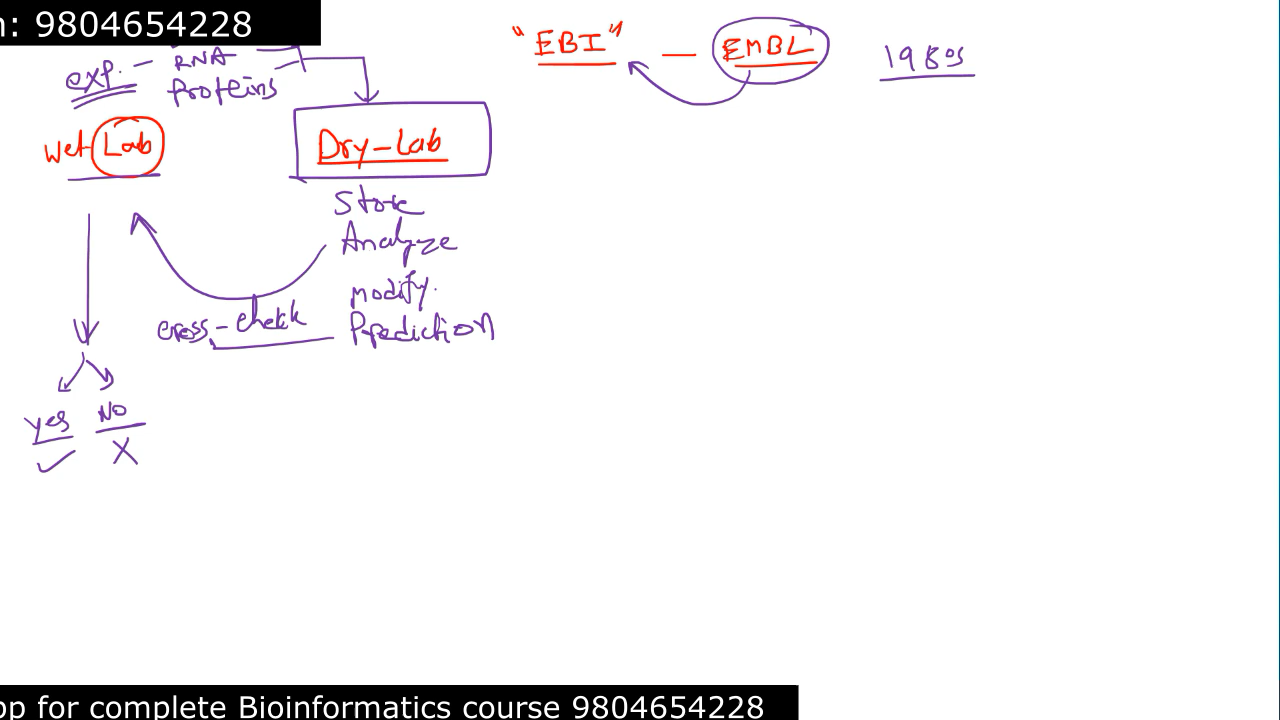 n: 9804654228
"EBI" — EMBL 1980s
exp. - RNA
Proteins
Wet Lab
Dry-Lab
Store
Analyze
modify.
cross-check
Prediction
Yes NO
✓ X
pp for complete Bioinformatics course 9804654228